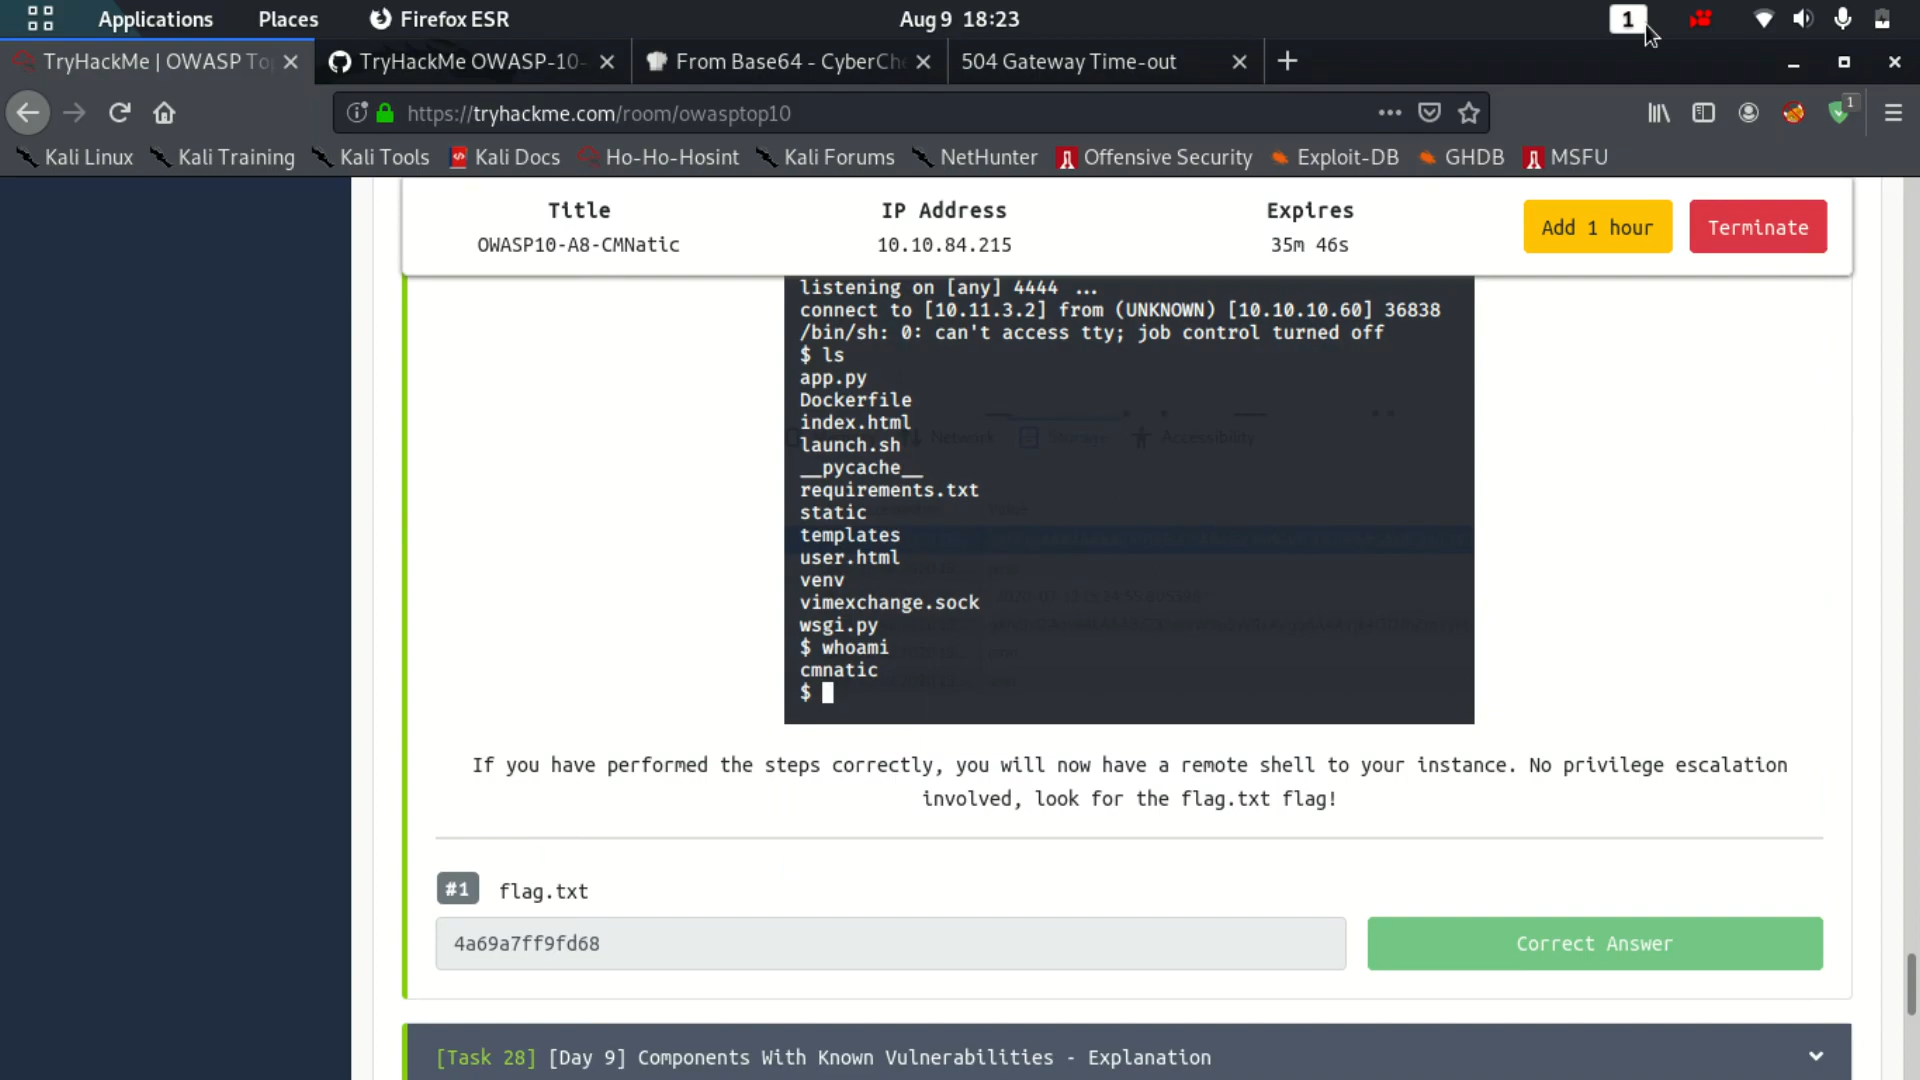 Applications Places Firefox ESR Aug 9 18:23 1
TryHackMe | OWASP To TryHackMe OWASP-10- From Base64 - CyberCh 504 Gateway Time-out
https://tryhackme.com/room/owasptop10 1
Kali Linux Kali Training Kali Tools Kali Docs Ho-Ho-Hosint Kali Forums NetHunter Offensive Security Exploit-DB GHDB MSFU
Title IP Address Expires
OWASP10-A8-CMNatic 10.10.84.215 35m 46s Add 1 hour Terminate
listening on [any] 4444 ...
connect to [10.11.3.2] from (UNKNOWN) [10.10.10.60] 36838
/bin/sh: 0: can't access tty; job control turned off
$ ls
app.py
Dockerfile
index.html
launch.sh
__pycache__
requirements.txt
static
templates
user.html
venv
vimexchange.sock
wsgi.py
$ whoami
cmnatic
$
If you have performed the steps correctly, you will now have a remote shell to your instance. No privilege escalation
involved, look for the flag.txt flag!
#1 flag.txt
4a69a7ff9fd68 Correct Answer
[Task 28] [Day 9] Components With Known Vulnerabilities - Explanation